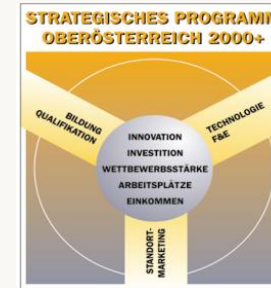 STRATEGISCHES PROGRAMM
OBERÖSTERREICH 2000+
BILDUNG
QUALIFIKATION
TECHNOLOGIE
F&E
INNOVATION
INVESTITION
WETTBEWERBSSTÄRKE
ARBEITSPLÄTZE
EINKOMMEN
STANDORT-
MARKETING